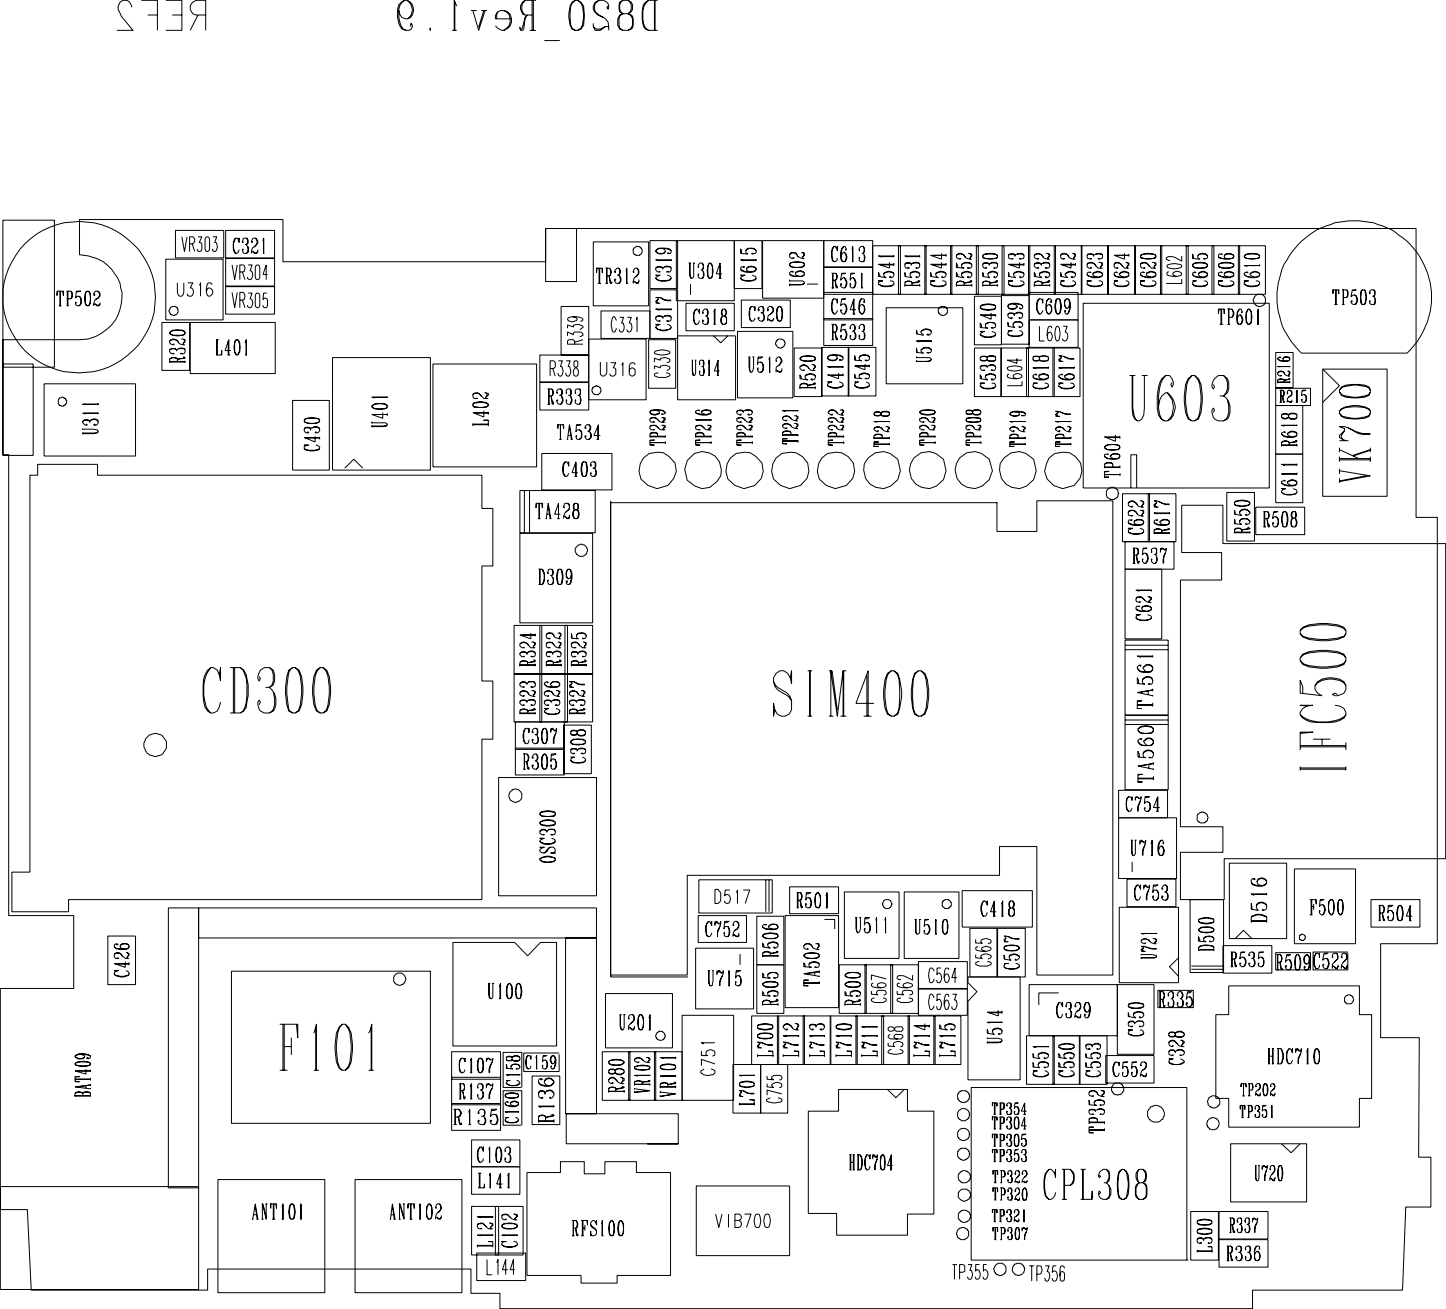 REF2 D820_Rev1.9
VR303 C321
VR304
U316
VR305
TP502
R320 L401
U311
C430 U401 L402
TR312 C319 U304 C615 U602 C613
R551
C541 R531 C544 R552 R530 C543 R532 C542 C623 C624 C620 L602 C605 C606 C610
TP503
R339 C331 C317 C318 C320 C546
R533
U515 C540 C539 C609
L603
TP601
R338 U316 C330 U314 U512 R520 C419 C545 C538 L604 C618 C617
R333
U603 R216
R215
R618
C611
VK700
TA534 TP229 TP216 TP223 TP221 TP222 TP218 TP220 TP208 TP219 TP217 TP604
C403
TA428
D309
C622 R617 R550 R508
R537
C621
R324 R322 R325
R323 C326 R327
C307 C308
R305
CD300 SIM400 TA561 IFC500
TA560
OSC300
C754
U716
C753
D517 R501 U511 U510 C418 D516 F500 R504
C752 R506 TA502 C565 C507 U721 D500
R535 R509 C522
C426 U715 R505 R500 C567 C562 C564
C563
U100 U201 U514 C329 C350 R335
F101 C751 L700 L712 L713 L710 L711 C568 L714 L715
C328 HDC710
BAT409
C107 C158 C159 R280 VR102 VR101 C551 C550 C553
C552
R137 C160 R136 L701 C755
R135
TP202
TP351
TP352
TP354
TP304
TP305
TP353
TP322
TP320
TP321
TP307
CPL308
C103
L141
HDC704 U720
ANT101 ANT102 L121 C102 RFS100 VIB700 L300 R337
R336
L144
TP355 TP356